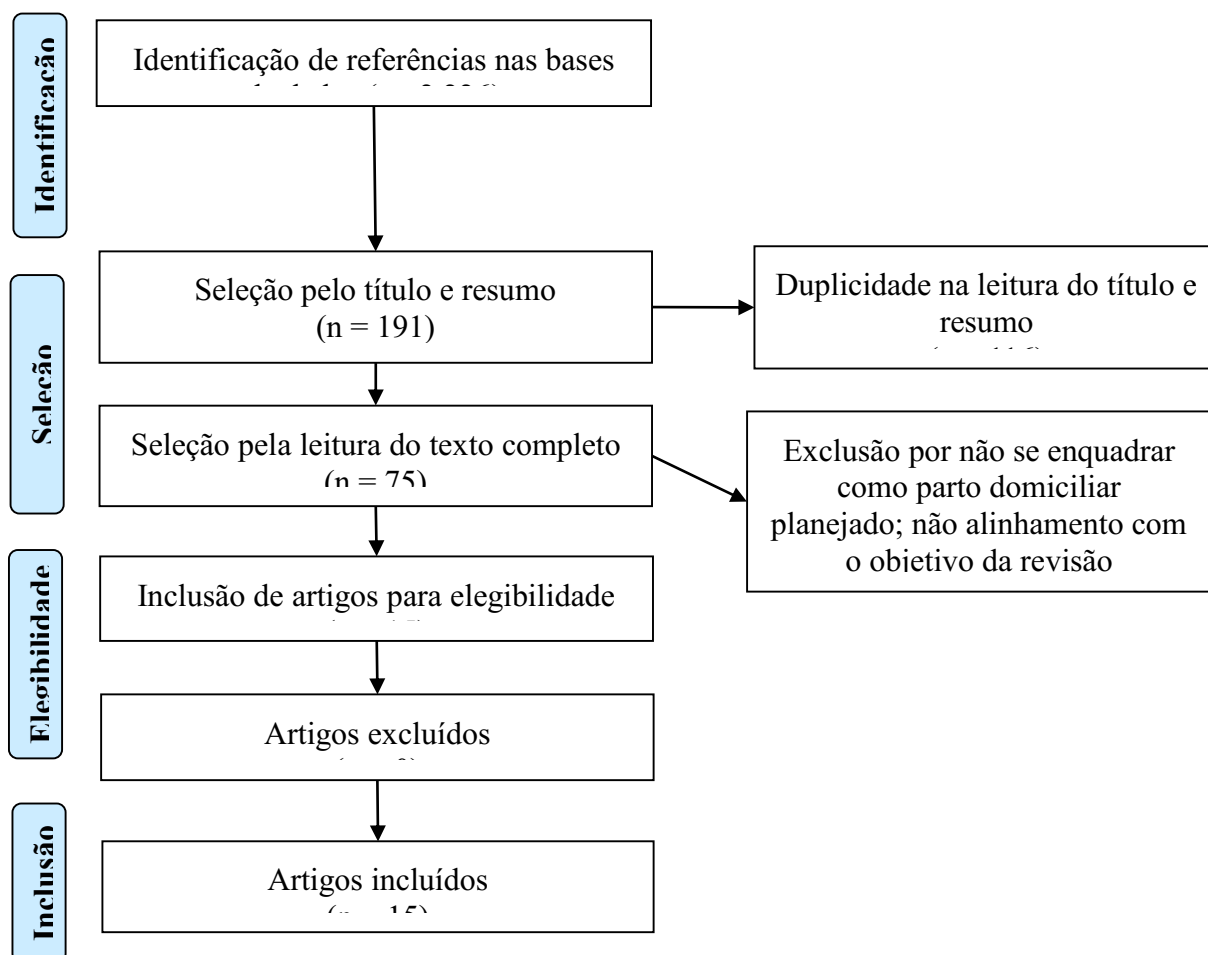 Identificação
Identificação de referências nas bases
Seleção
Seleção pelo título e resumo
(n = 191)
Duplicidade na leitura do título e
resumo
Seleção pela leitura do texto completo
(n = 75)
Exclusão por não se enquadrar
como parto domiciliar
planejado; não alinhamento com
o objetivo da revisão
Elegibilidade
Inclusão de artigos para elegibilidade
Artigos excluídos
Inclusão
Artigos incluídos
(n = 15)